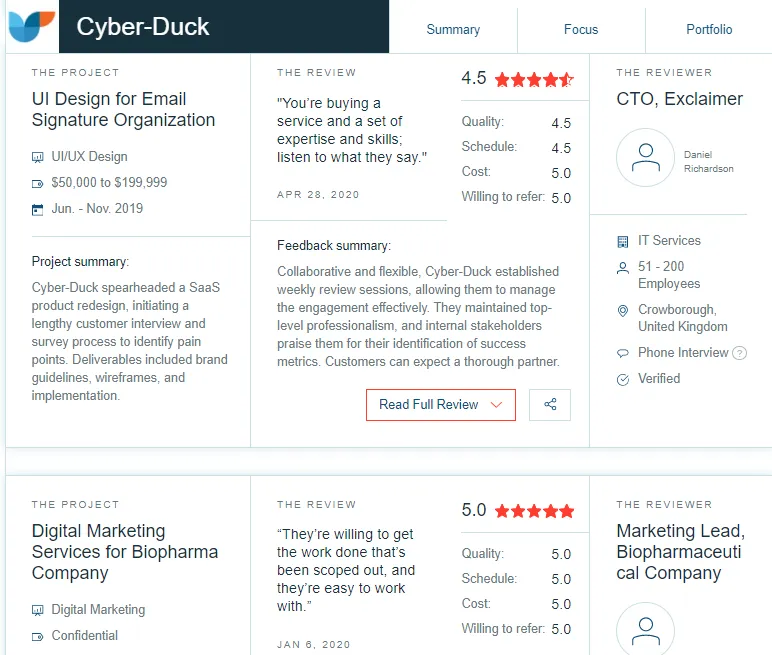 Cyber-Duck
Summary
Focus
Portfolio
THE PROJECT
UI Design for Email
Signature Organization
UI/UX Design
$50,000 to $199,999
Jun. - Nov. 2019
Project summary:
Cyber-Duck spearheaded a SaaS
product redesign, initiating a
lengthy customer interview and
survey process to identify pain
points. Deliverables included brand
guidelines, wireframes, and
implementation.
THE REVIEW
"You're buying a
service and a set of
expertise and skills;
listen to what they say."
APR 28, 2020
4.5
Quality: 4.5
Schedule: 4.5
Cost: 5.0
Willing to refer: 5.0
Feedback summary:
Collaborative and flexible, Cyber-Duck established
weekly review sessions, allowing them to manage
the engagement effectively. They maintained top-
level professionalism, and internal stakeholders
praise them for their identification of success
metrics. Customers can expect a thorough partner.
Read Full Review
THE REVIEWER
CTO, Exclaimer
Daniel
Richardson
IT Services
51 - 200
Employees
Crowborough,
United Kingdom
Phone Interview ?
Verified
THE PROJECT
Digital Marketing
Services for Biopharma
Company
Digital Marketing
Confidential
THE REVIEW
“They’re willing to get
the work done that’s
been scoped out, and
they’re easy to work
with.”
JAN 6, 2020
5.0
Quality: 5.0
Schedule: 5.0
Cost: 5.0
Willing to refer: 5.0
THE REVIEWER
Marketing Lead,
Biopharmaceuti
cal Company